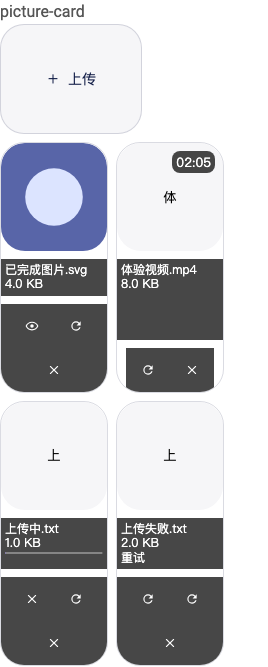 picture-card
+ 上传
02:05
体
已完成图片.svg
4.0 KB
体验视频.mp4
8.0 KB
上
上
上传中.txt
1.0 KB
上传失败.txt
2.0 KB
重试